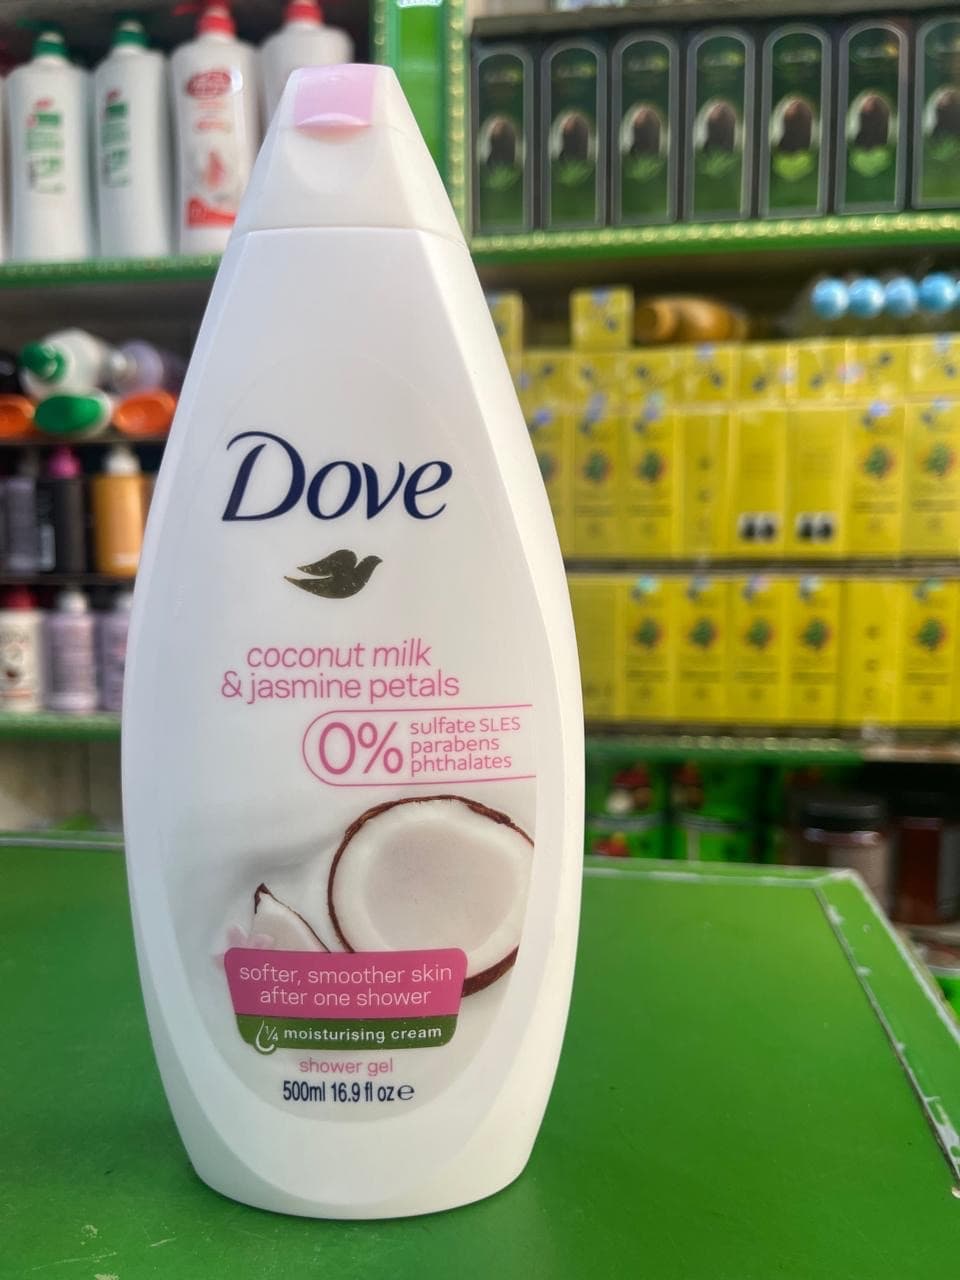 Dove
coconut milk
& jasmine petals
0%
sulfate SLES
parabens
phthalates
softer, smoother skin
after one shower
1/4 moisturising cream
shower gel
500ml 16.9 fl oz ℮